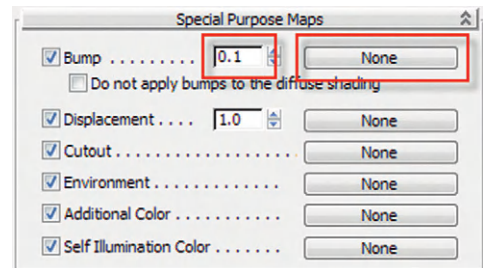 Special Purpose Maps
Bump . . . . . . . . . 0.1 None
Do not apply bumps to the diffuse shading
Displacement . . . . 1.0 None
Cutout . . . . . . . . . . . . . . . . . . None
Environment . . . . . . . . . . . . . None
Additional Color . . . . . . . . . . . None
Self Illumination Color . . . . . . . None